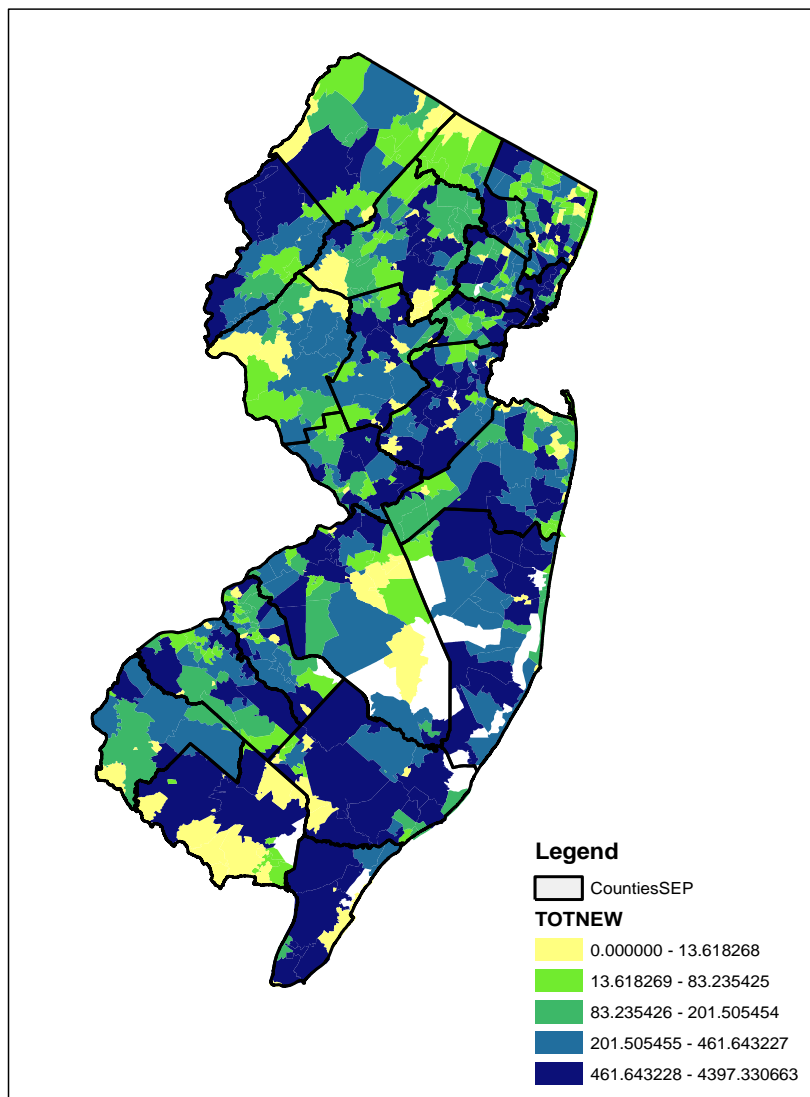 Legend
CountiesSEP
TOTNEW
0.000000 - 13.618268
13.618269 - 83.235425
83.235426 - 201.505454
201.505455 - 461.643227
461.643228 - 4397.330663